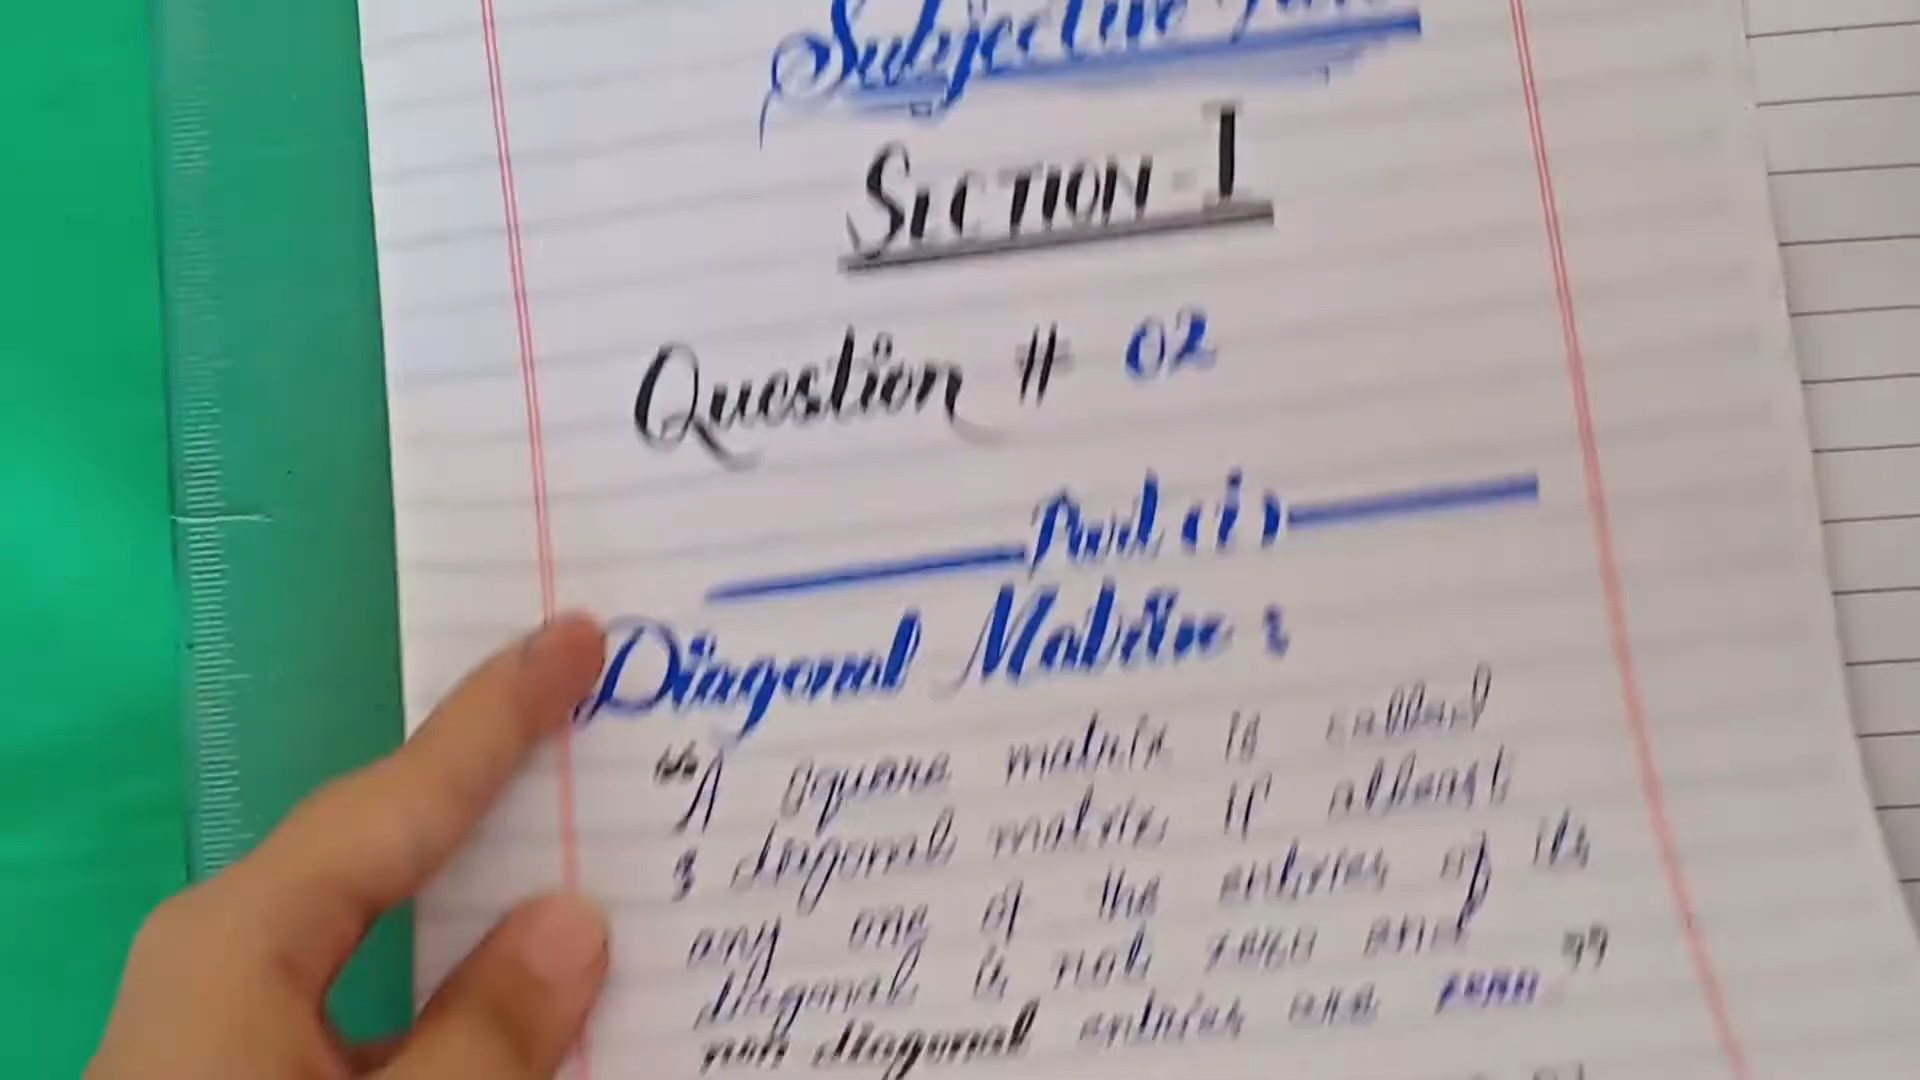 Subjective
SECTION - I
Question # 02
Part (i)
Diagonal Matrix :
"A square matrix is called
a diagonal matrix if atleast
any one of the entries of its
diagonal is not zero and
non diagonal entries are zero"